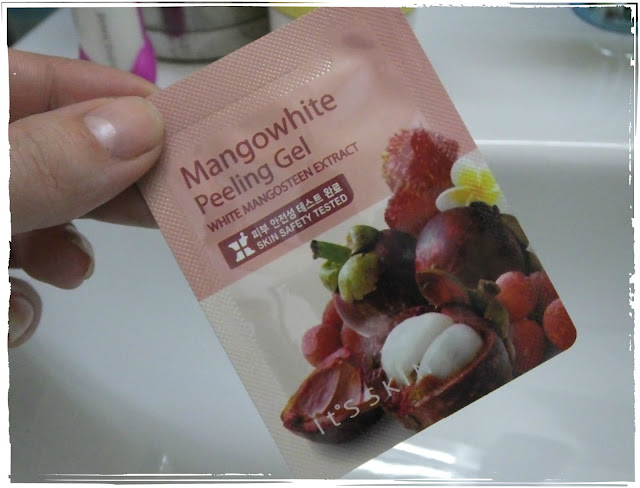 Mangowhite
Peeling Gel
WHITE MANGOSTEEN EXTRACT
피부 안전성 테스트 완료
SKIN SAFETY TESTED
It'S SKIN